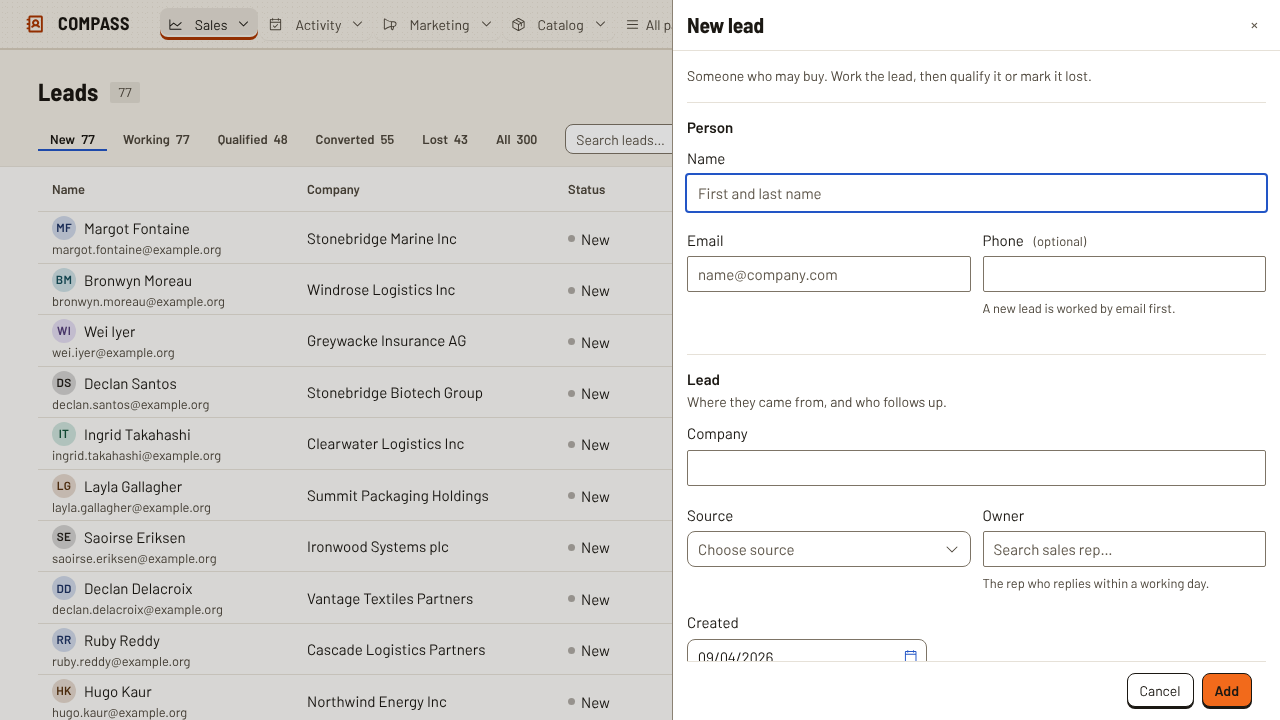 COMPASS
Sales
Activity
Marketing
Catalog
Leads 77
New 77
Working 77
Qualified 48
Converted 55
Lost 43
All 300
Search leads...
Name Company Status
MF Margot Fontaine
margot.fontaine@example.org
Stonebridge Marine Inc
New
BM Bronwyn Moreau
bronwyn.moreau@example.org
Windrose Logistics Inc
New
WI Wei Iyer
wei.iyer@example.org
Greywacke Insurance AG
New
DS Declan Santos
declan.santos@example.org
Stonebridge Biotech Group
New
IT Ingrid Takahashi
ingrid.takahashi@example.org
Clearwater Logistics Inc
New
LG Layla Gallagher
layla.gallagher@example.org
Summit Packaging Holdings
New
SE Saoirse Eriksen
saoirse.eriksen@example.org
Ironwood Systems plc
New
DD Declan Delacroix
declan.delacroix@example.org
Vantage Textiles Partners
New
RR Ruby Reddy
ruby.reddy@example.org
Cascade Logistics Partners
New
HK Hugo Kaur
hugo.kaur@example.org
Northwind Energy Inc
New
New lead
×
Someone who may buy. Work the lead, then qualify it or mark it lost.
Person
Name
First and last name
Email
name@company.com
Phone (optional)
A new lead is worked by email first.
Lead
Where they came from, and who follows up.
Company
Source
Choose source
Owner
Search sales rep...
The rep who replies within a working day.
Created
09/04/2026
Cancel
Add